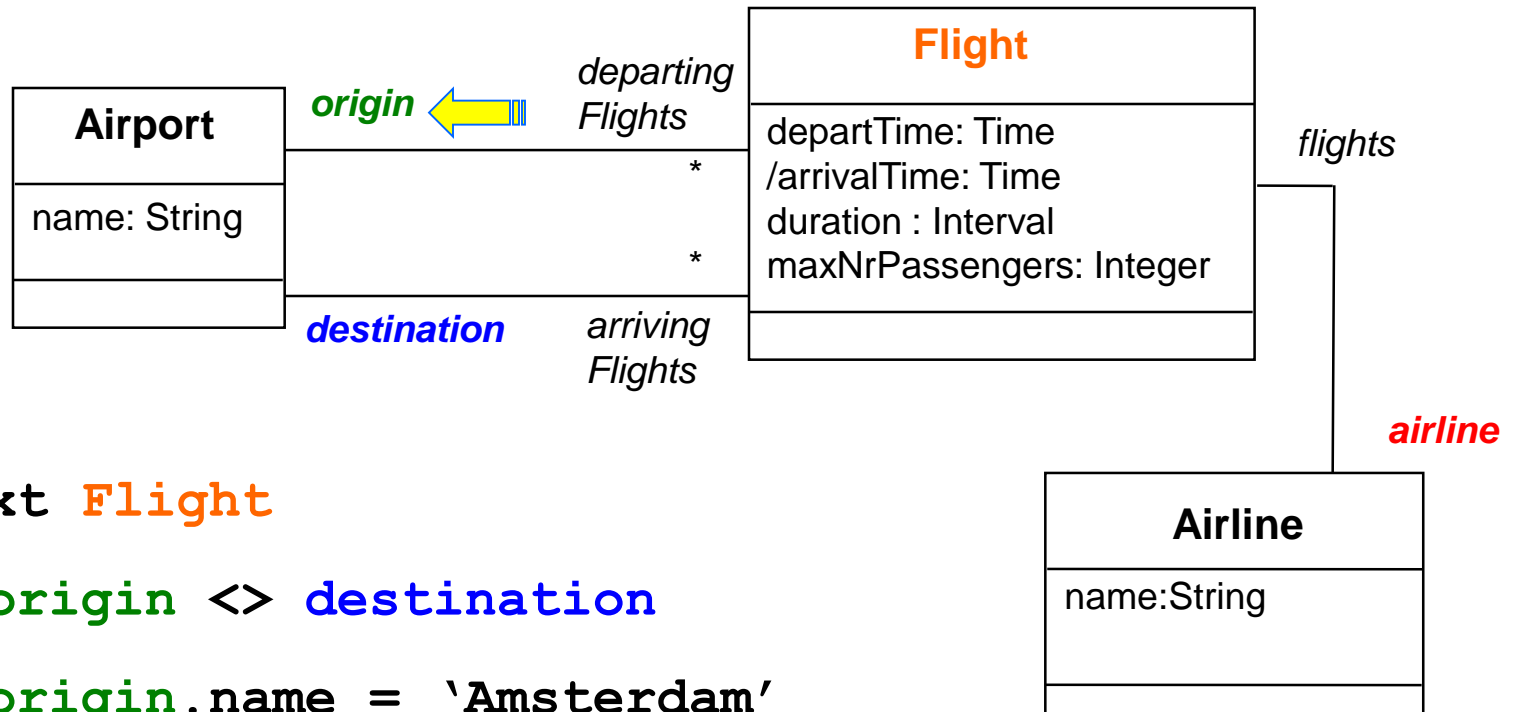 Airport
name: String
origin
departing
Flights
*
*
destination
arriving
Flights
Flight
departTime: Time
/arrivalTime: Time
duration : Interval
maxNrPassengers: Integer
flights
airline
Airline
name:String
xt Flight
origin <> destination
origin.name = ‘Amsterdam’